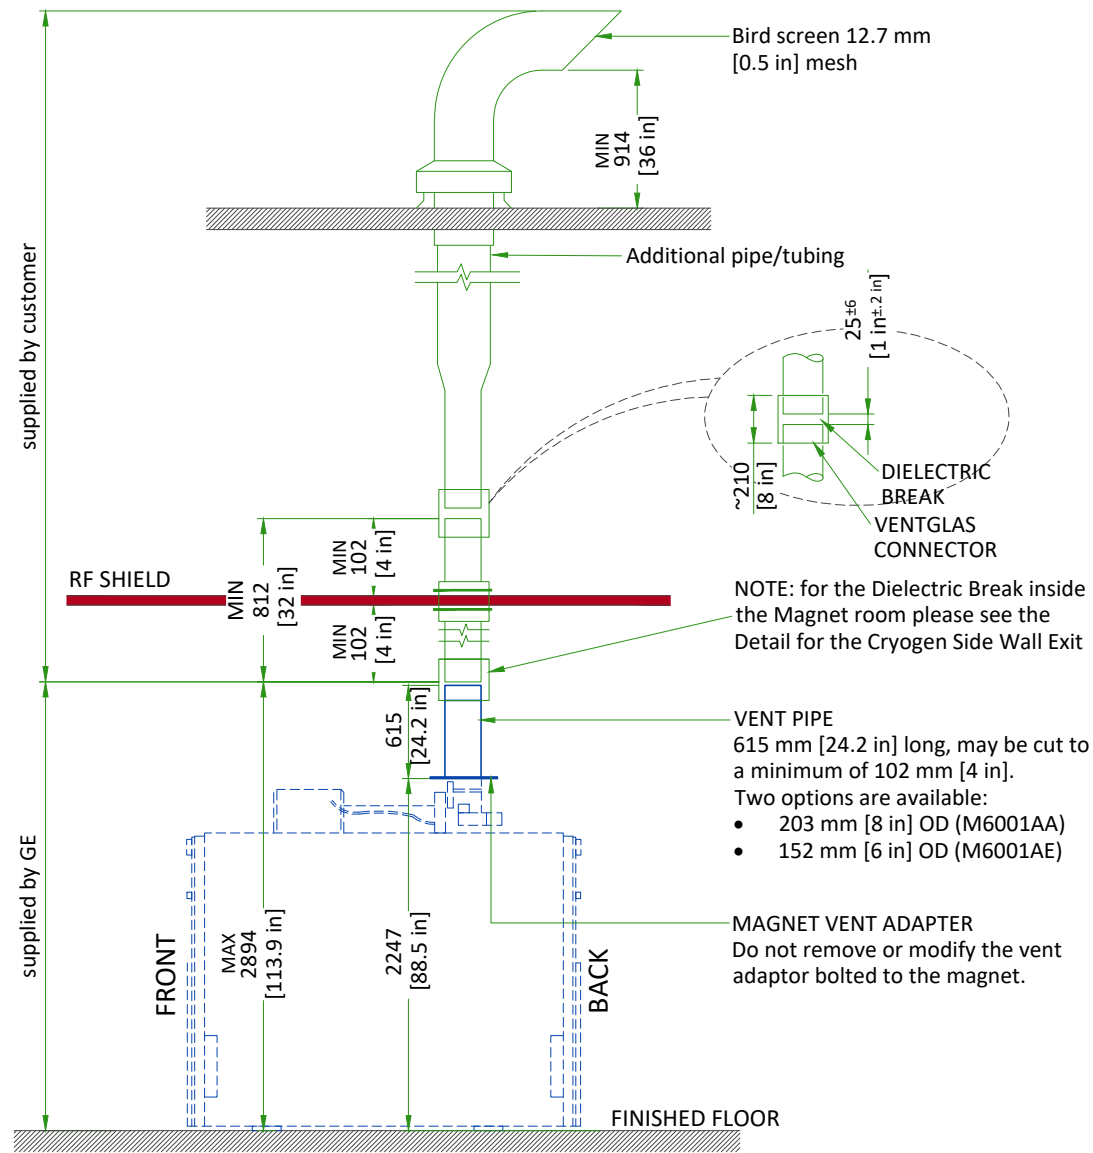 Bird screen 12.7 mm
[0.5 in] mesh
MIN
914
[36 in]
supplied by customer
Additional pipe/tubing
25±6
[1 in±.2 in]
~210
[8 in]
DIELECTRIC
BREAK
VENTGLAS
CONNECTOR
RF SHIELD
MIN
812
[32 in]
MIN
102
[4 in]
MIN
102
[4 in]
NOTE: for the Dielectric Break inside
the Magnet room please see the
Detail for the Cryogen Side Wall Exit
615
[24.2 in]
VENT PIPE
615 mm [24.2 in] long, may be cut to
a minimum of 102 mm [4 in].
Two options are available:
• 203 mm [8 in] OD (M6001AA)
• 152 mm [6 in] OD (M6001AE)
supplied by GE
FRONT
MAX
2894
[113.9 in]
2247
[88.5 in]
BACK
MAGNET VENT ADAPTER
Do not remove or modify the vent
adaptor bolted to the magnet.
FINISHED FLOOR